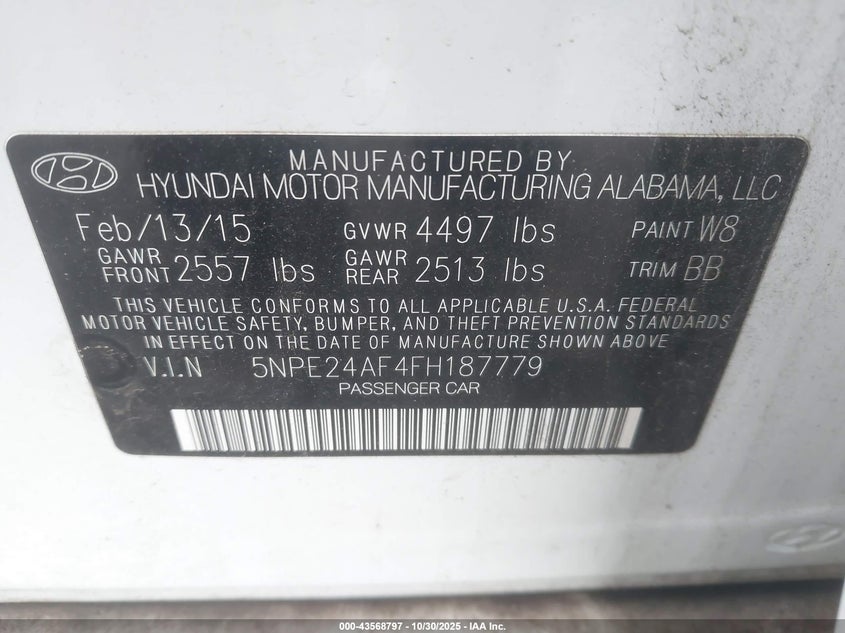 MANUFACTURED BY
HYUNDAI MOTOR MANUFACTURING ALABAMA, LLC
Feb/13/15 GVWR 4497 lbs PAINT W8
GAWR FRONT 2557 lbs GAWR REAR 2513 lbs TRIM BB
THIS VEHICLE CONFORMS TO ALL APPLICABLE U.S.A. FEDERAL
MOTOR VEHICLE SAFETY, BUMPER, AND THEFT PREVENTION STANDARDS
IN EFFECT ON THE DATE OF MANUFACTURE SHOWN ABOVE
V.I.N 5NPE24AF4FH187779
PASSENGER CAR
000-43568797 - 10/30/2025 - IAA Inc.